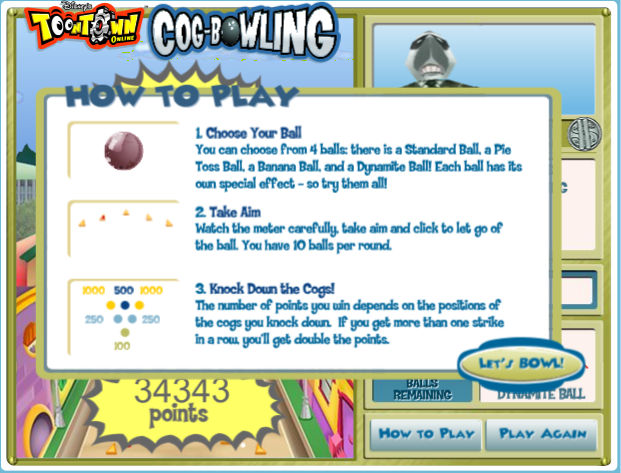 Disney's
TOONTOWN
ONLINE
COG-BOWLING
HOW TO PLAY
1. Choose Your Ball
You can choose from 4 balls: there is a Standard Ball, a Pie
Toss Ball, a Banana Ball, and a Dynamite Ball! Each ball has its
own special effect - so try them all!
2. Take Aim
Watch the meter carefully, take aim and click to let go of
the ball. You have 10 balls per round.
1000 500 1000
250 250
100
3. Knock Down the Cogs!
The number of points you win depends on the positions of
the cogs you knock down. If you get more than one strike
in a row, you'll get double the points.
LET'S BOWL!
34343
points
BALLS
REMAINING
DYNAMITE BALL
HOW TO PLAY
PLAY AGAIN